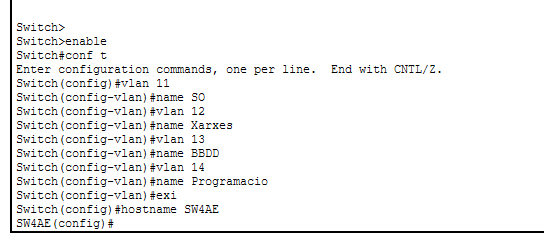 Switch>
Switch>enable
Switch#conf t
Enter configuration commands, one per line.  End with CNTL/Z.
Switch(config)#vlan 11
Switch(config-vlan)#name SO
Switch(config-vlan)#vlan 12
Switch(config-vlan)#name Xarxes
Switch(config-vlan)#vlan 13
Switch(config-vlan)#name BBDD
Switch(config-vlan)#vlan 14
Switch(config-vlan)#name Programacio
Switch(config-vlan)#exi
Switch(config)#hostname SW4AE
SW4AE(config)#